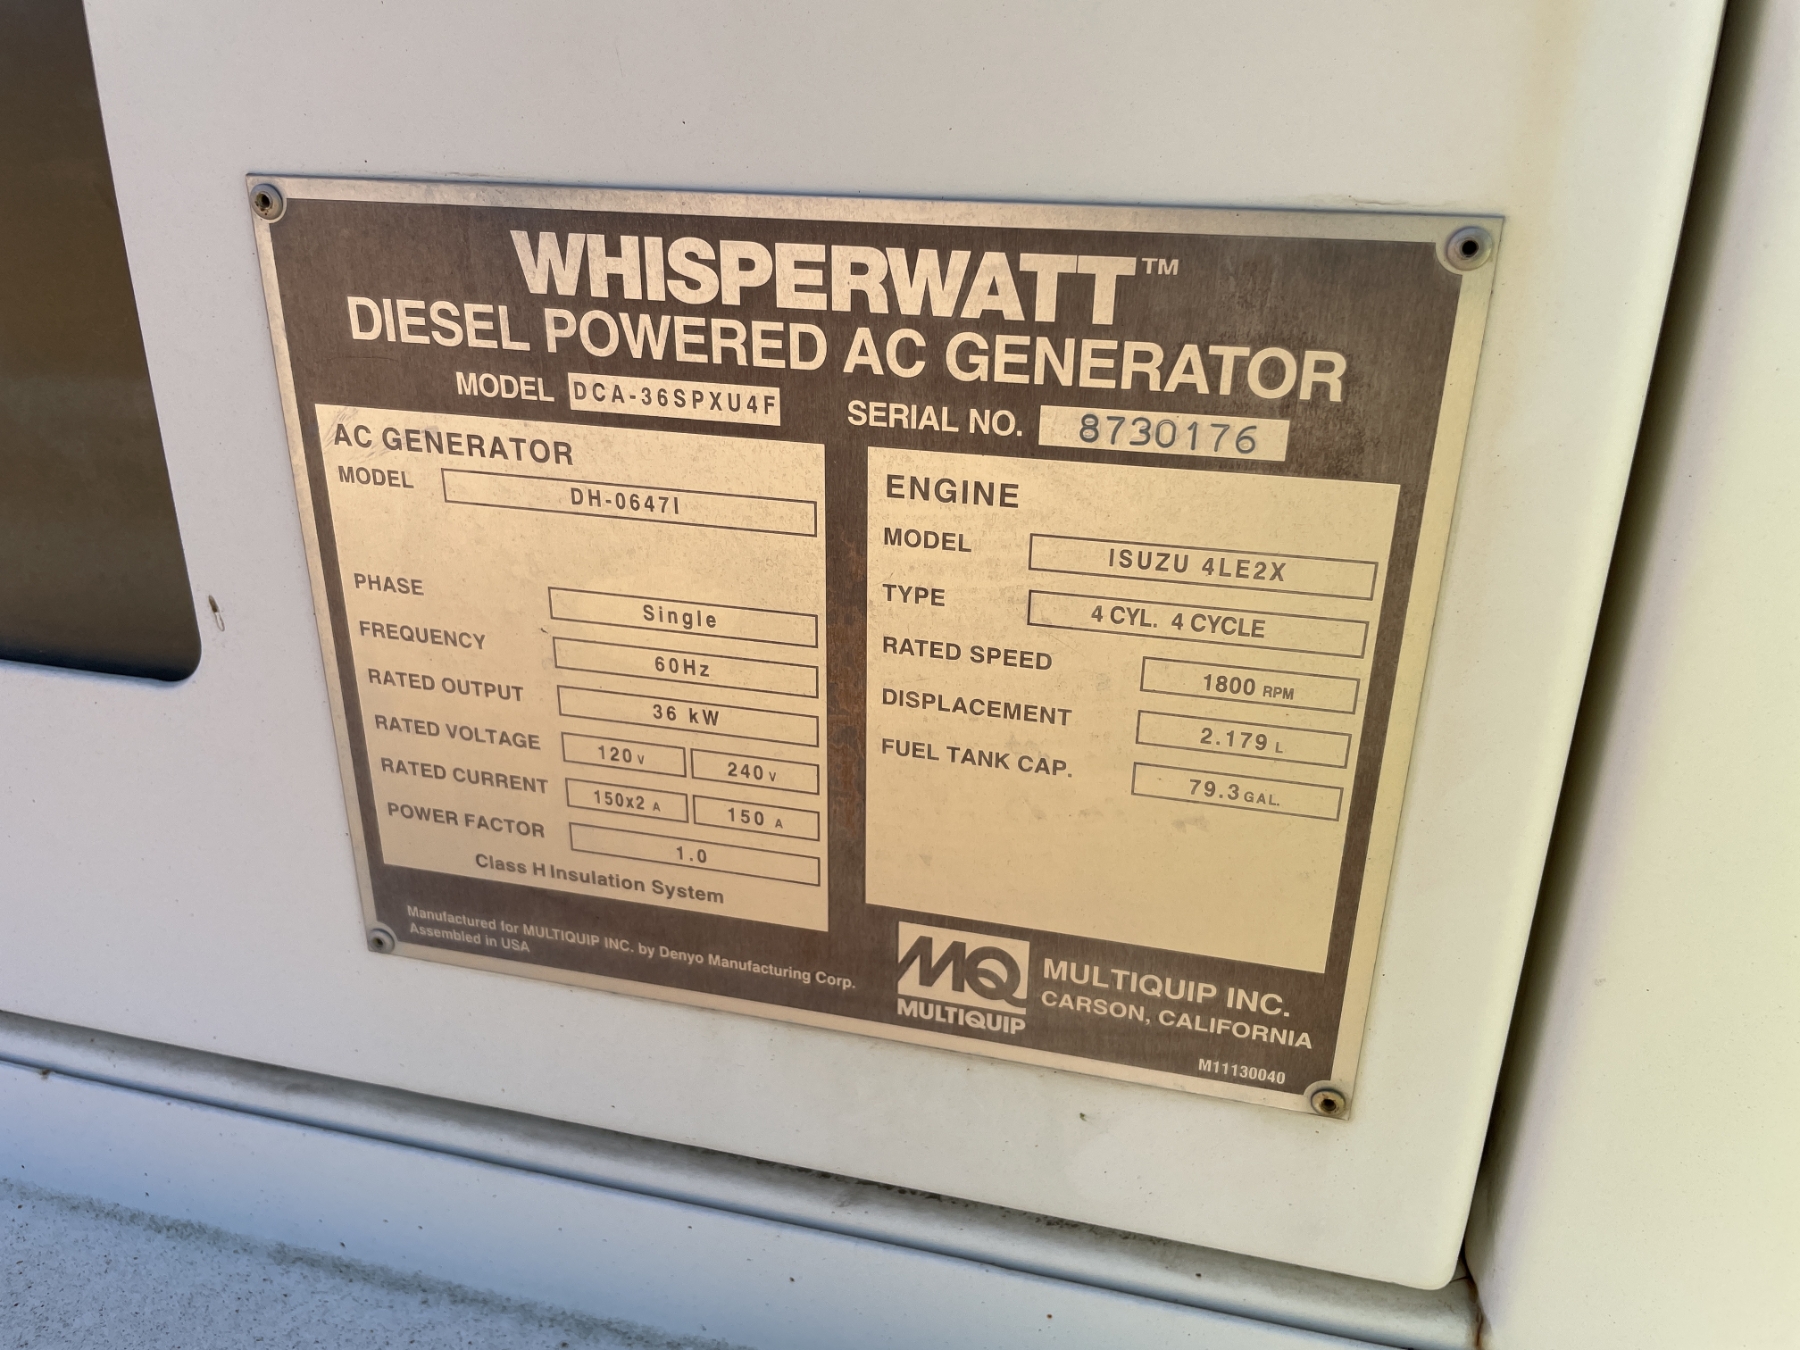 WHISPERWATT™
DIESEL POWERED AC GENERATOR
MODEL DCA-36SPXU4F
SERIAL NO. 8730176
AC GENERATOR
MODEL DH-0647I
PHASE Single
FREQUENCY 60Hz
RATED OUTPUT 36 kW
RATED VOLTAGE 120 V 240 V
RATED CURRENT 150x2 A 150 A
POWER FACTOR 1.0
Class H Insulation System
ENGINE
MODEL ISUZU 4LE2X
TYPE 4 CYL. 4 CYCLE
RATED SPEED 1800 RPM
DISPLACEMENT 2.179 L
FUEL TANK CAP. 79.3 GAL.
Manufactured for MULTIQUIP INC. by Denyo Manufacturing Corp.
Assembled in USA
MQ
MULTIQUIP
MULTIQUIP INC.
CARSON, CALIFORNIA
M11130040